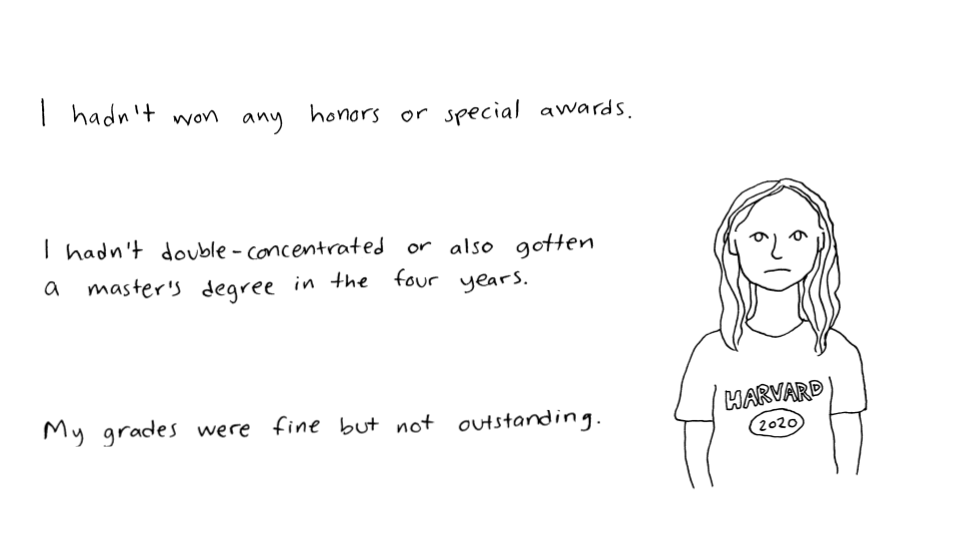 I hadn't won any honors or special awards.
I hadn't double-concentrated or also gotten
a master's degree in the four years.
My grades were fine but not outstanding.
HARVARD
2020